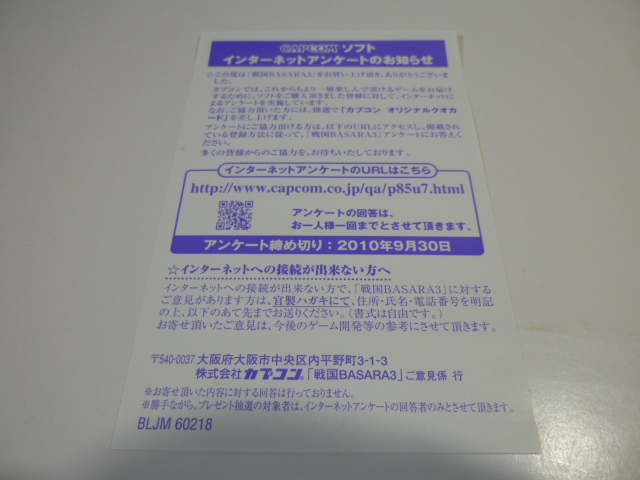 CAPCOM ソフト
インターネットアンケートのお知らせ
☆この度は「戦国BASARA3」をお買い上げ頂き、ありがとうございま
した。
カプコンでは、これからもより一層楽しんで頂けるゲームをお届け
するために、ソフトをご購入頂きました皆様に対して、インターネットに
よるアンケートを実施しています。
なお、ご協力頂いた方には、抽選で「カプコン オリジナルクオカ
ード」を差し上げます。
アンケートにご協力頂ける方は、以下のURLにアクセスし、掲載され
ている登録方法に従って、「戦国BASARA3」アンケートにお答えく
ださい。
多くの皆様からのご協力を、お待ちいたしております。
インターネットアンケートのURLはこちら
http://www.capcom.co.jp/qa/p85u7.html
アンケートの回答は、
お一人様一回までとさせて頂きます。
アンケート締め切り：2010年9月30日
☆インターネットへの接続が出来ない方へ
インターネットへの接続が出来ない方で、「戦国BASARA3」に対する
ご意見があります方は、官製ハガキにて、住所・氏名・電話番号を明記
の上、以下のあて先までお送りください。（書式は自由です。）
お寄せ頂いたご意見は、今後のゲーム開発等の参考にさせて頂きます。
〒540-0037 大阪府大阪市中央区内平野町3-1-3
株式会社 カプコン。「戦国BASARA3」ご意見係 行
※お寄せ頂いた内容に対する回答は行っておりません。
※勝手ながら、プレゼント抽選の対象者は、インターネットアンケートの回答者のみとさせて頂きます。
BLJM 60218